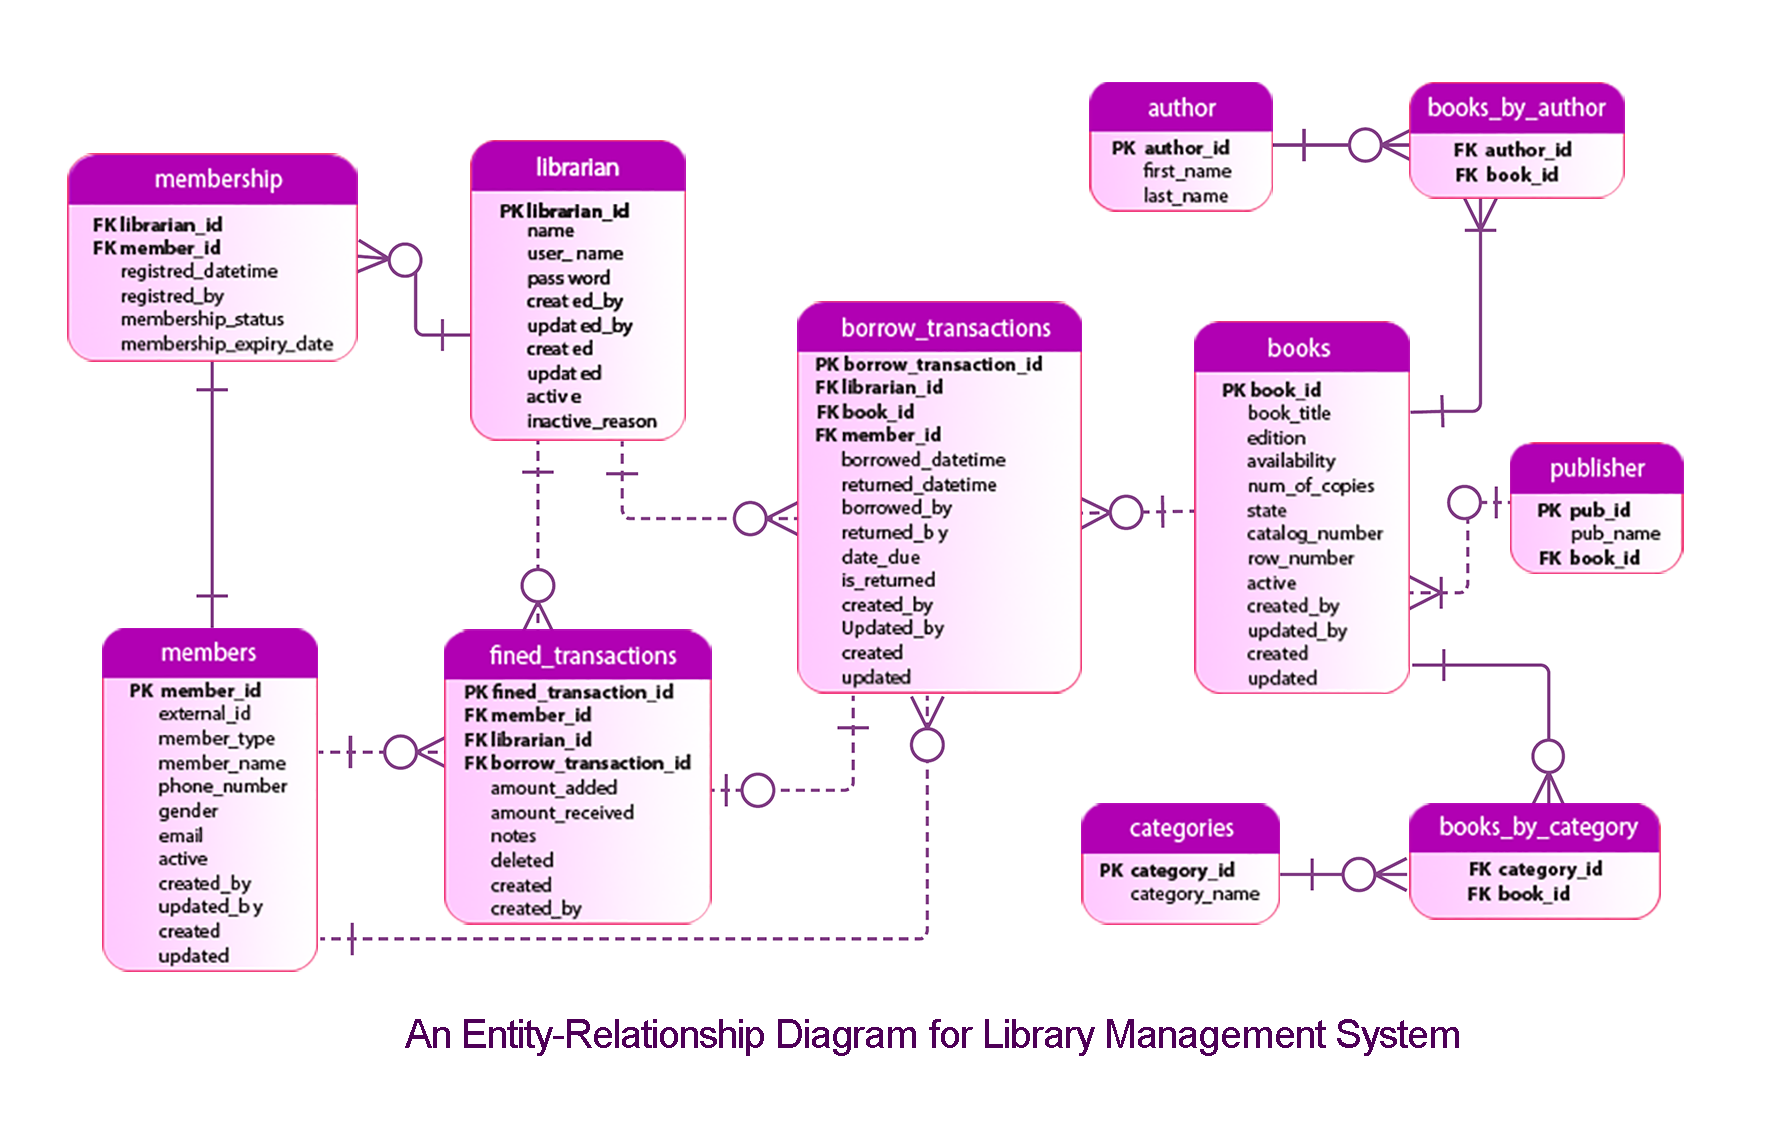 membership
FK librarian_id
FK member_id
registred_datetime
registred_by
membership_status
membership_expiry_date
librarian
PK librarian_id
name
user_ name
pass word
creat ed_by
updat ed_by
creat ed
updat ed
activ e
inactive_reason
author
PK author_id
first_name
last_name
books_by_author
FK author_id
FK book_id
borrow_transactions
PK borrow_transaction_id
FK librarian_id
FK book_id
FK member_id
borrowed_datetime
returned_datetime
borrowed_by
returned_b y
date_due
is_returned
created_by
Updated_by
created
updated
books
PK book_id
book_title
edition
availability
num_of_copies
state
catalog_number
row_number
active
created_by
updated_by
created
updated
publisher
PK pub_id
pub_name
FK book_id
members
PK member_id
external_id
member_type
member_name
phone_number
gender
email
active
created_by
updated_b y
created
updated
fined_transactions
PK fined_transaction_id
FK member_id
FK librarian_id
FK borrow_transaction_id
amount_added
amount_received
notes
deleted
created
created_by
categories
PK category_id
category_name
books_by_category
FK category_id
FK book_id
An Entity-Relationship Diagram for Library Management System